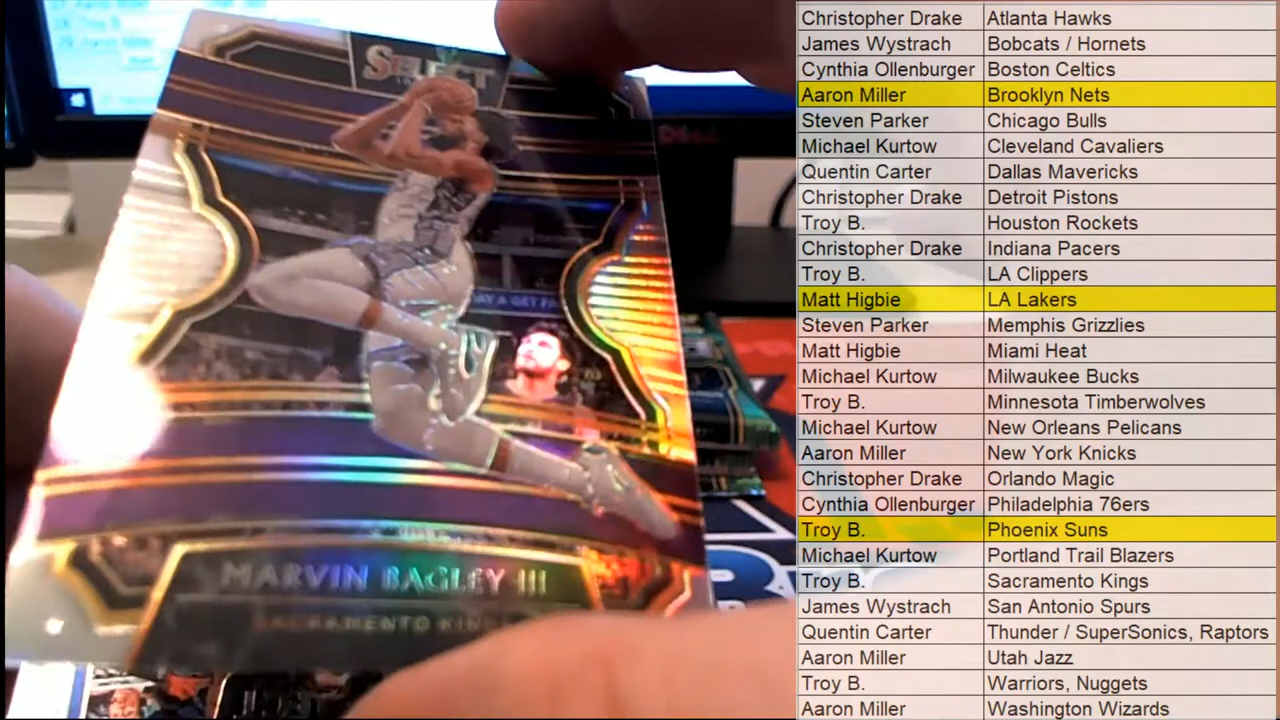 SELECT
MARVIN BAGLEY III
SACRAMENTO KINGS
Christopher Drake Atlanta Hawks
James Wystrach Bobcats / Hornets
Cynthia Ollenburger Boston Celtics
Aaron Miller Brooklyn Nets
Steven Parker Chicago Bulls
Michael Kurtow Cleveland Cavaliers
Quentin Carter Dallas Mavericks
Christopher Drake Detroit Pistons
Troy B. Houston Rockets
Christopher Drake Indiana Pacers
Troy B. LA Clippers
Matt Higbie LA Lakers
Steven Parker Memphis Grizzlies
Matt Higbie Miami Heat
Michael Kurtow Milwaukee Bucks
Troy B. Minnesota Timberwolves
Michael Kurtow New Orleans Pelicans
Aaron Miller New York Knicks
Christopher Drake Orlando Magic
Cynthia Ollenburger Philadelphia 76ers
Troy B. Phoenix Suns
Michael Kurtow Portland Trail Blazers
Troy B. Sacramento Kings
James Wystrach San Antonio Spurs
Quentin Carter Thunder / SuperSonics, Raptors
Aaron Miller Utah Jazz
Troy B. Warriors, Nuggets
Aaron Miller Washington Wizards